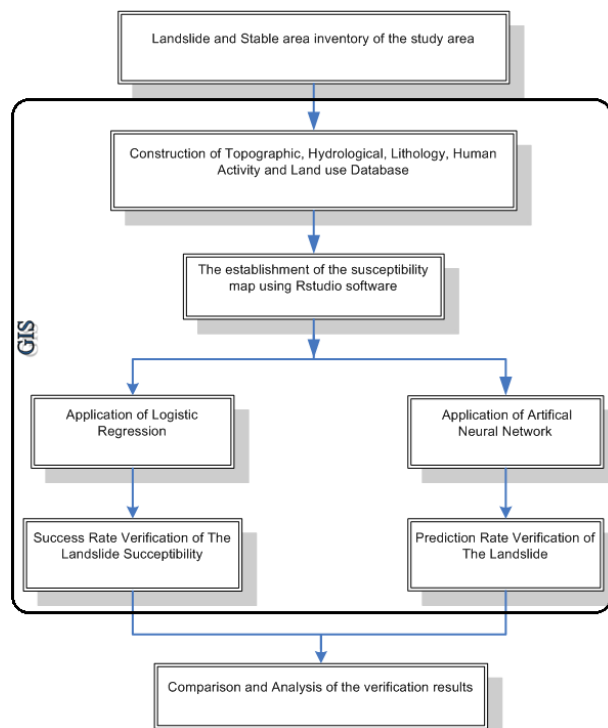 Landslide and Stable area inventory of the study area
Construction of Topographic, Hydrological, Lithology, Human
Activity and Land use Database
The establishment of the susceptibility
map using Rstudio software
GIS
Application of Logistic
Regression
Application of Artifical
Neural Network
Success Rate Verification of The
Landslide Succeptibility
Prediction Rate Verification of
The Landslide
Comparison and Analysis of the verification results